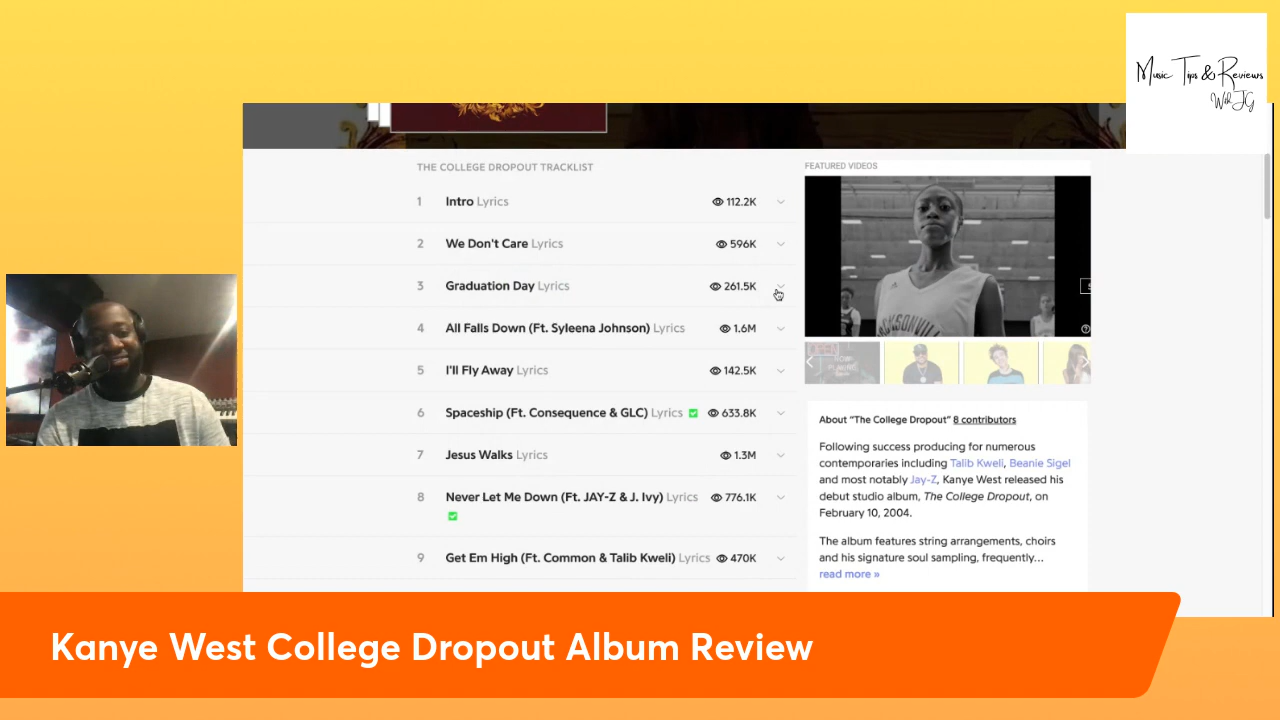 Music Tips & Reviews
With JG
THE COLLEGE DROPOUT TRACKLIST
1 Intro Lyrics 112.2K
2 We Don't Care Lyrics 596K
3 Graduation Day Lyrics 261.5K
4 All Falls Down (Ft. Syleena Johnson) Lyrics 1.6M
5 I'll Fly Away Lyrics 142.5K
6 Spaceship (Ft. Consequence & GLC) Lyrics 633.8K
7 Jesus Walks Lyrics 1.3M
8 Never Let Me Down (Ft. JAY-Z & J. Ivy) Lyrics 776.1K
9 Get Em High (Ft. Common & Talib Kweli) Lyrics 470K
FEATURED VIDEOS
JACKSONVILL
NOW
PLAYING
About "The College Dropout" 8 contributors
Following success producing for numerous
contemporaries including Talib Kweli, Beanie Sigel
and most notably Jay-Z, Kanye West released his
debut studio album, The College Dropout, on
February 10, 2004.
The album features string arrangements, choirs
and his signature soul sampling, frequently...
read more »
Kanye West College Dropout Album Review